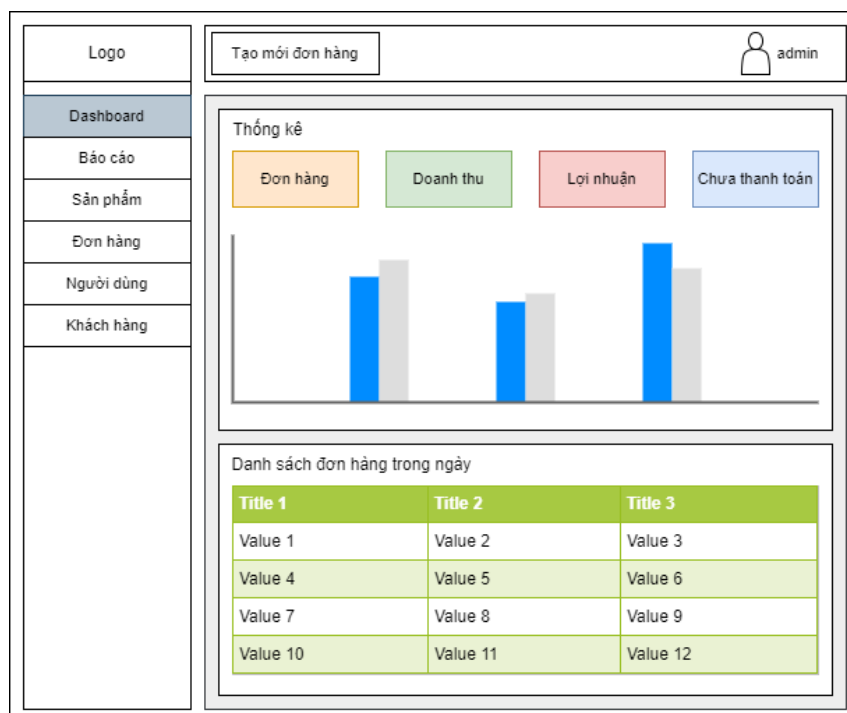 Logo
Tạo mới đơn hàng
admin
Dashboard
Báo cáo
Sản phẩm
Đơn hàng
Người dùng
Khách hàng
Thống kê
Đơn hàng
Doanh thu
Lợi nhuận
Chưa thanh toán
Danh sách đơn hàng trong ngày
Title 1 Title 2 Title 3
Value 1 Value 2 Value 3
Value 4 Value 5 Value 6
Value 7 Value 8 Value 9
Value 10 Value 11 Value 12